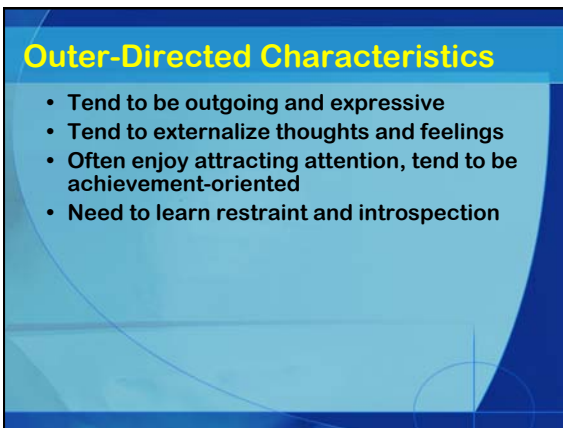 Outer-Directed Characteristics
• Tend to be outgoing and expressive
• Tend to externalize thoughts and feelings
• Often enjoy attracting attention, tend to be
achievement-oriented
• Need to learn restraint and introspection